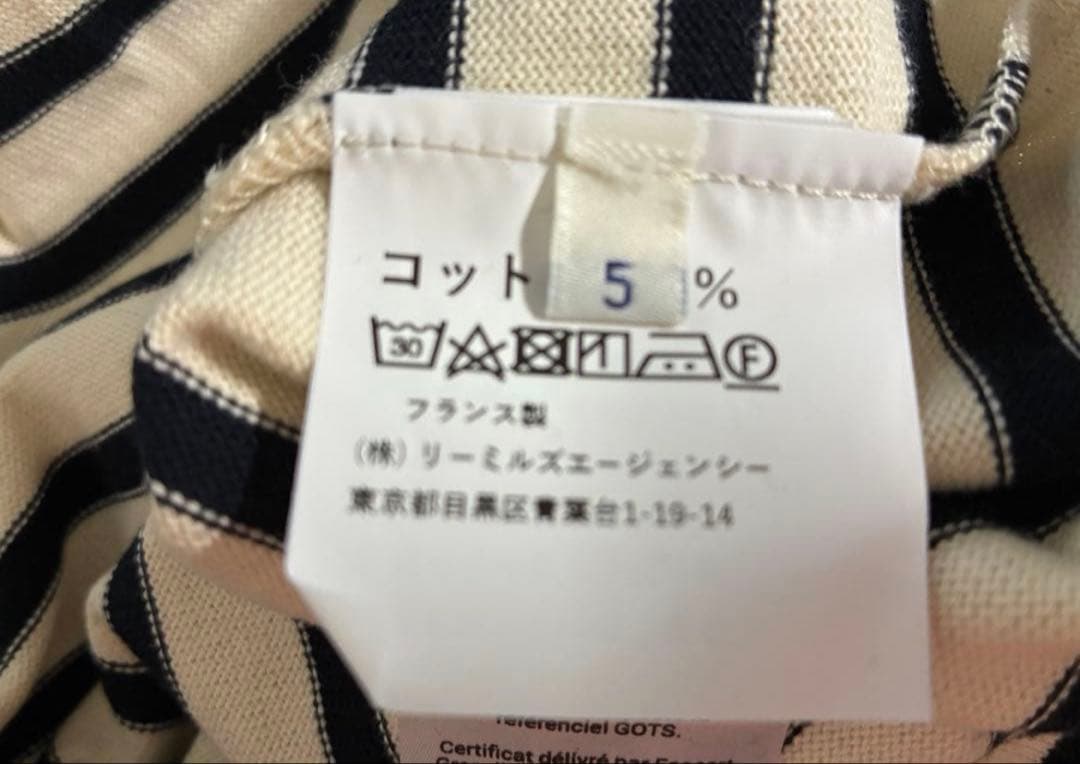 コット
5
%
30
F
フランス製
(株) リーミルズエージェンシー
東京都目黒区青葉台1-19-14
référenciel GOTS.
Certificat délivré par